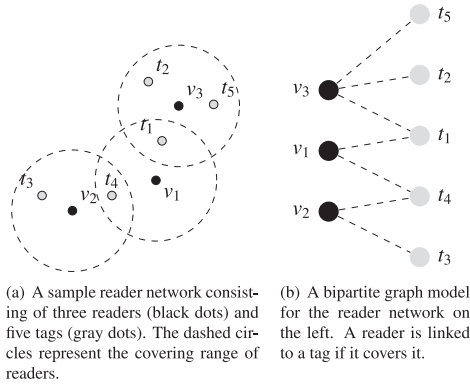 t2
v3
t5
t1
t3
v2
t4
v1
(a) A sample reader network consist-
ing of three readers (black dots) and
five tags (gray dots). The dashed cir-
cles represent the covering range of
readers.
t5
v3
t2
t1
v1
t4
v2
t3
(b) A bipartite graph model
for the reader network on
the left. A reader is linked
to a tag if it covers it.